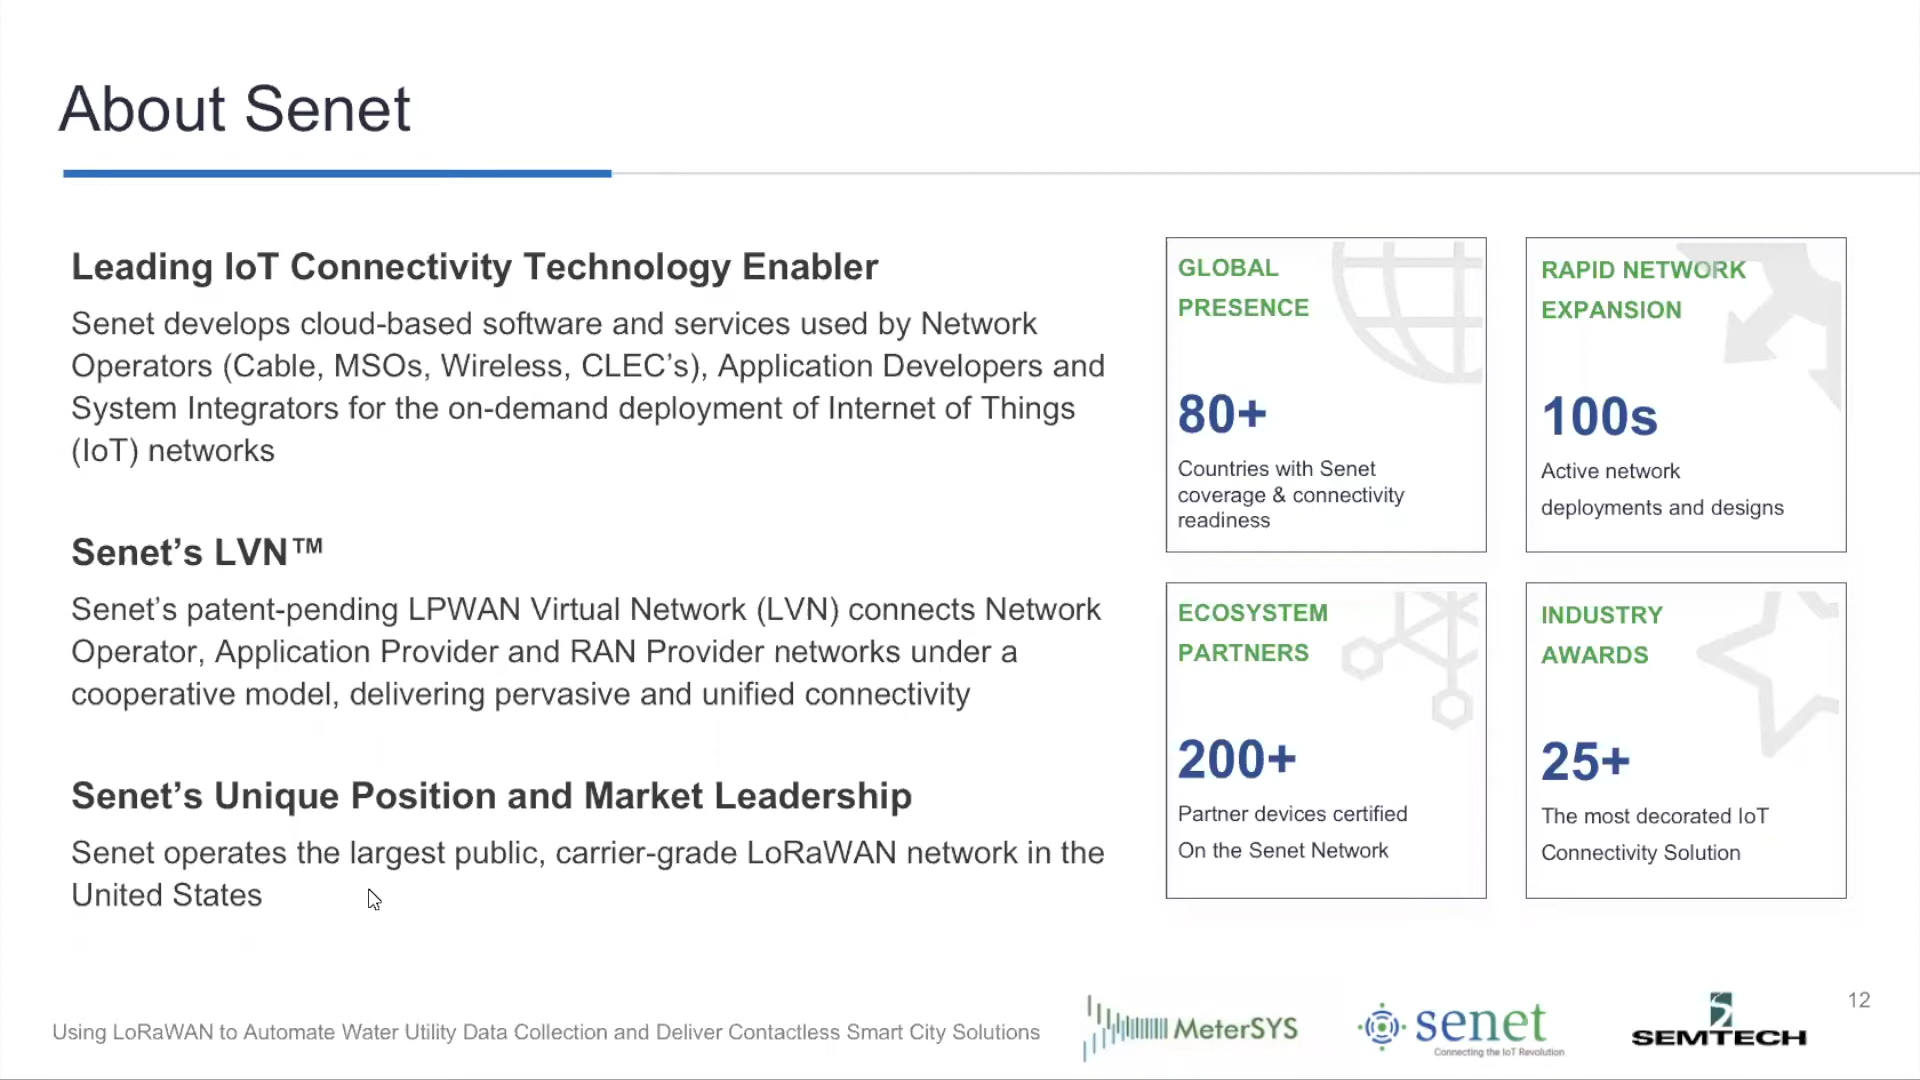 About Senet
Leading IoT Connectivity Technology Enabler
Senet develops cloud-based software and services used by Network
Operators (Cable, MSOs, Wireless, CLEC’s), Application Developers and
System Integrators for the on-demand deployment of Internet of Things
(IoT) networks
Senet’s LVN™
Senet’s patent-pending LPWAN Virtual Network (LVN) connects Network
Operator, Application Provider and RAN Provider networks under a
cooperative model, delivering pervasive and unified connectivity
Senet’s Unique Position and Market Leadership
Senet operates the largest public, carrier-grade LoRaWAN network in the
United States
GLOBAL
PRESENCE
80+
Countries with Senet
coverage & connectivity
readiness
RAPID NETWORK
EXPANSION
100s
Active network
deployments and designs
ECOSYSTEM
PARTNERS
200+
Partner devices certified
On the Senet Network
INDUSTRY
AWARDS
25+
The most decorated IoT
Connectivity Solution
Using LoRaWAN to Automate Water Utility Data Collection and Deliver Contactless Smart City Solutions
MeterSYS
senet
Connecting the IoT Revolution
SEMTECH
12